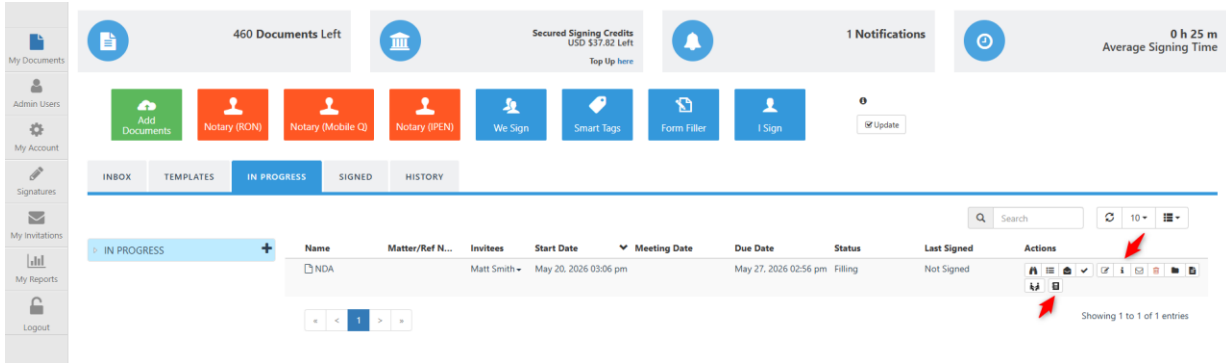 My Documents
Admin Users
My Account
Signatures
My Invitations
My Reports
Logout
460 Documents Left
Secured Signing Credits
USD $37.82 Left
Top Up here
1 Notifications
0 h 25 m
Average Signing Time
Add
Documents
Notary (RON)
Notary (Mobile Q)
Notary (IPEN)
We Sign
Smart Tags
Form Filler
I Sign
Update
INBOX TEMPLATES IN PROGRESS SIGNED HISTORY
Search
10
IN PROGRESS
Name Matter/Ref N... Invitees Start Date Meeting Date Due Date Status Last Signed Actions
NDA Matt Smith May 20, 2026 03:06 pm May 27, 2026 02:56 pm Filling Not Signed
« < 1 > »
Showing 1 to 1 of 1 entries